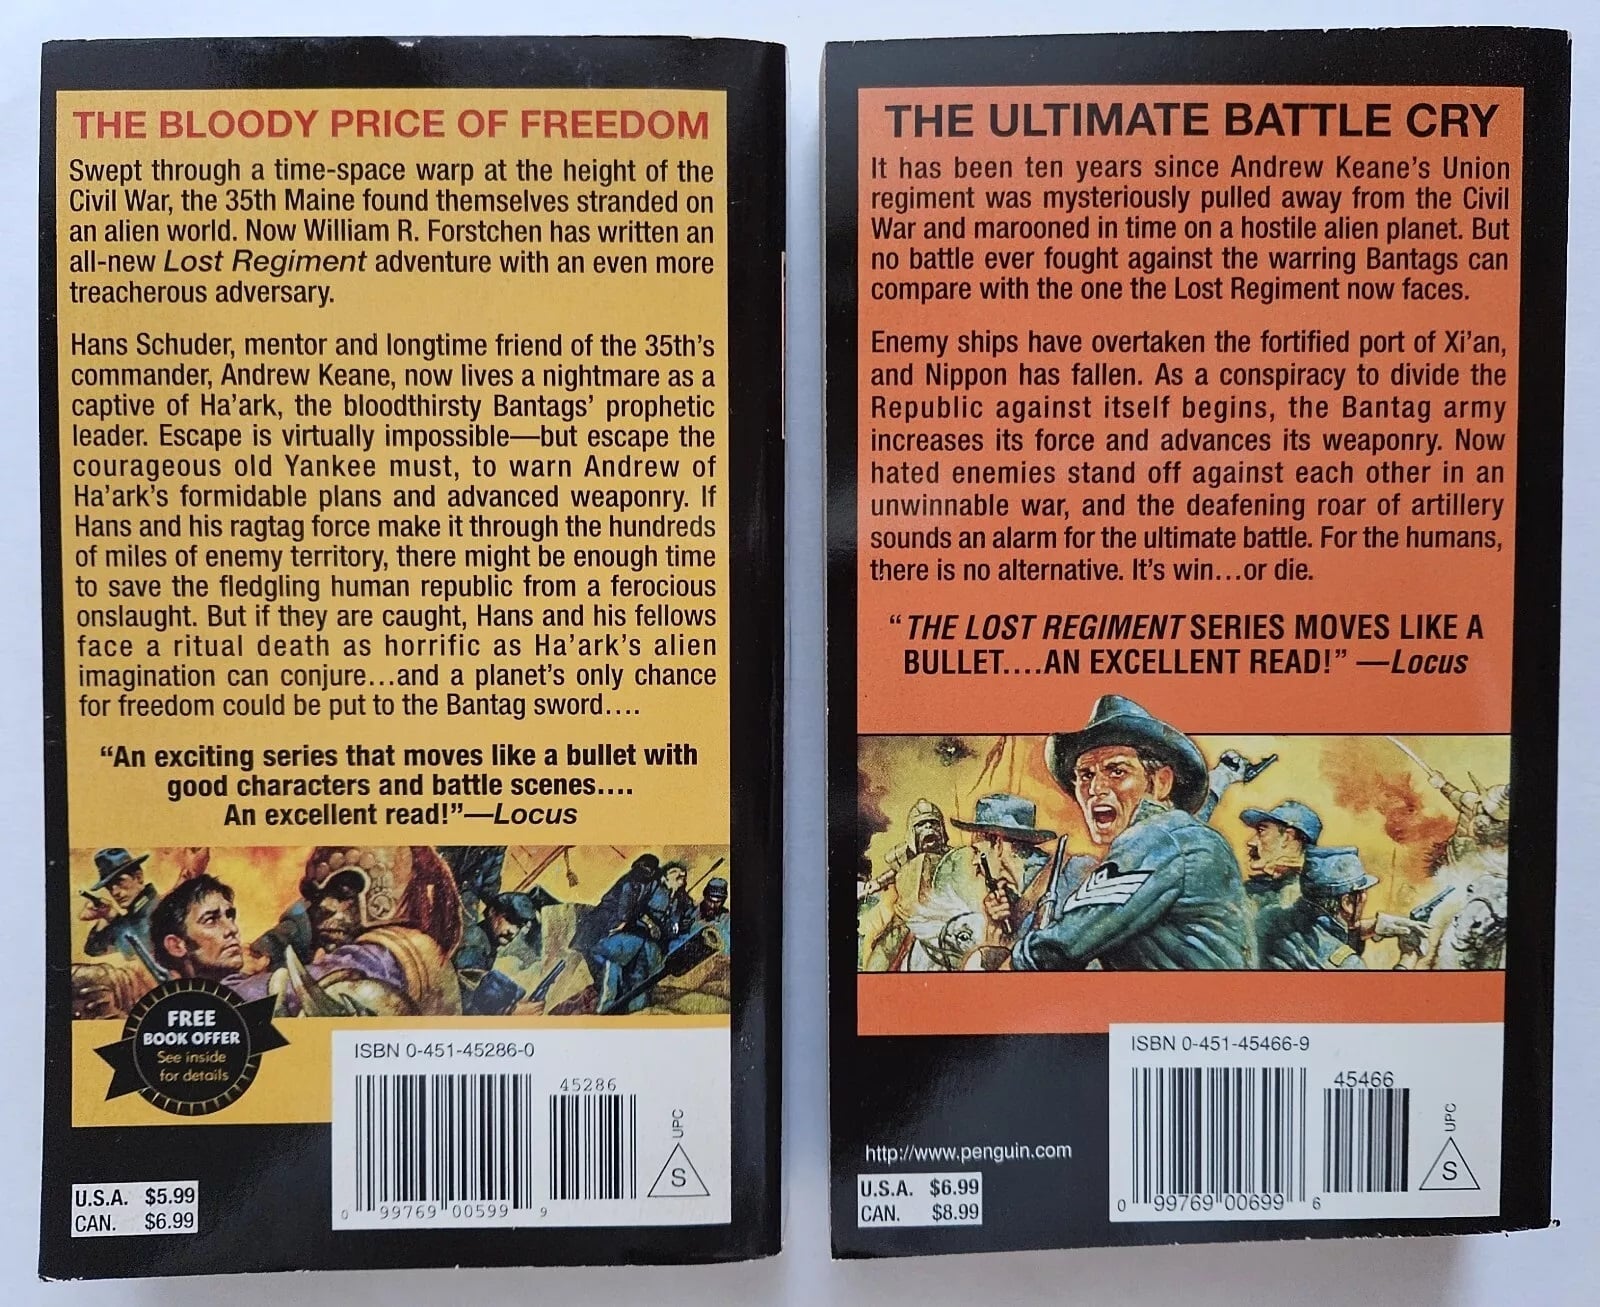 THE BLOODY PRICE OF FREEDOM
Swept through a time-space warp at the height of the
Civil War, the 35th Maine found themselves stranded on
an alien world. Now William R. Forstchen has written an
all-new Lost Regiment adventure with an even more
treacherous adversary.
Hans Schuder, mentor and longtime friend of the 35th's
commander, Andrew Keane, now lives a nightmare as a
captive of Ha'ark, the bloodthirsty Bantags' prophetic
leader. Escape is virtually impossible—but escape the
courageous old Yankee must, to warn Andrew of
Ha'ark's formidable plans and advanced weaponry. If
Hans and his ragtag force make it through the hundreds
of miles of enemy territory, there might be enough time
to save the fledgling human republic from a ferocious
onslaught. But if they are caught, Hans and his fellows
face a ritual death as horrific as Ha'ark's alien
imagination can conjure...and a planet's only chance
for freedom could be put to the Bantag sword....
“An exciting series that moves like a bullet with
good characters and battle scenes....
An excellent read!”—Locus
FREE
BOOK OFFER
See inside
for details
ISBN 0-451-45286-0
45286
UPC
S
0 99769 00599 9
U.S.A. $5.99
CAN. $6.99
THE ULTIMATE BATTLE CRY
It has been ten years since Andrew Keane's Union
regiment was mysteriously pulled away from the Civil
War and marooned in time on a hostile alien planet. But
no battle ever fought against the warring Bantags can
compare with the one the Lost Regiment now faces.
Enemy ships have overtaken the fortified port of Xi'an,
and Nippon has fallen. As a conspiracy to divide the
Republic against itself begins, the Bantag army
increases its force and advances its weaponry. Now
hated enemies stand off against each other in an
unwinnable war, and the deafening roar of artillery
sounds an alarm for the ultimate battle. For the humans,
there is no alternative. It's win...or die.
“THE LOST REGIMENT SERIES MOVES LIKE A
BULLET....AN EXCELLENT READ!” —Locus
ISBN 0-451-45466-9
45466
UPC
S
0 99769 00699 6
http://www.penguin.com
U.S.A. $6.99
CAN. $8.99